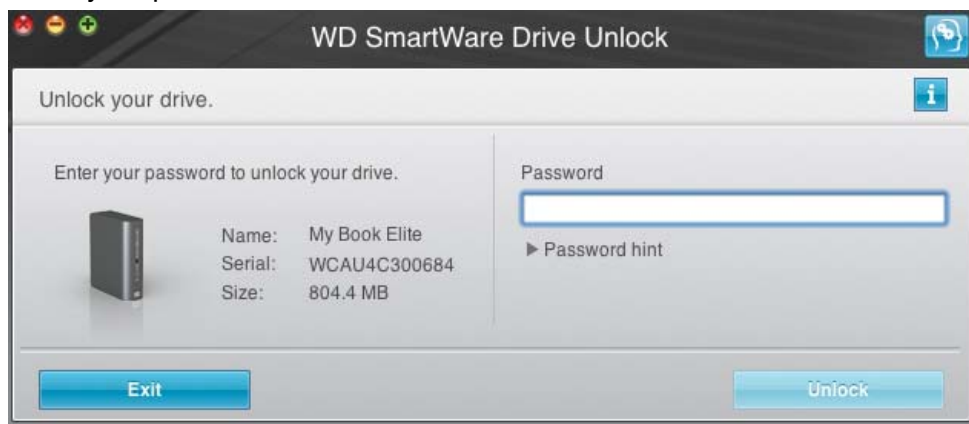 WD SmartWare Drive Unlock
Unlock your drive.
Enter your password to unlock your drive.
Name: My Book Elite
Serial: WCAU4C300684
Size: 804.4 MB
Password
Password hint
Exit
Unlock